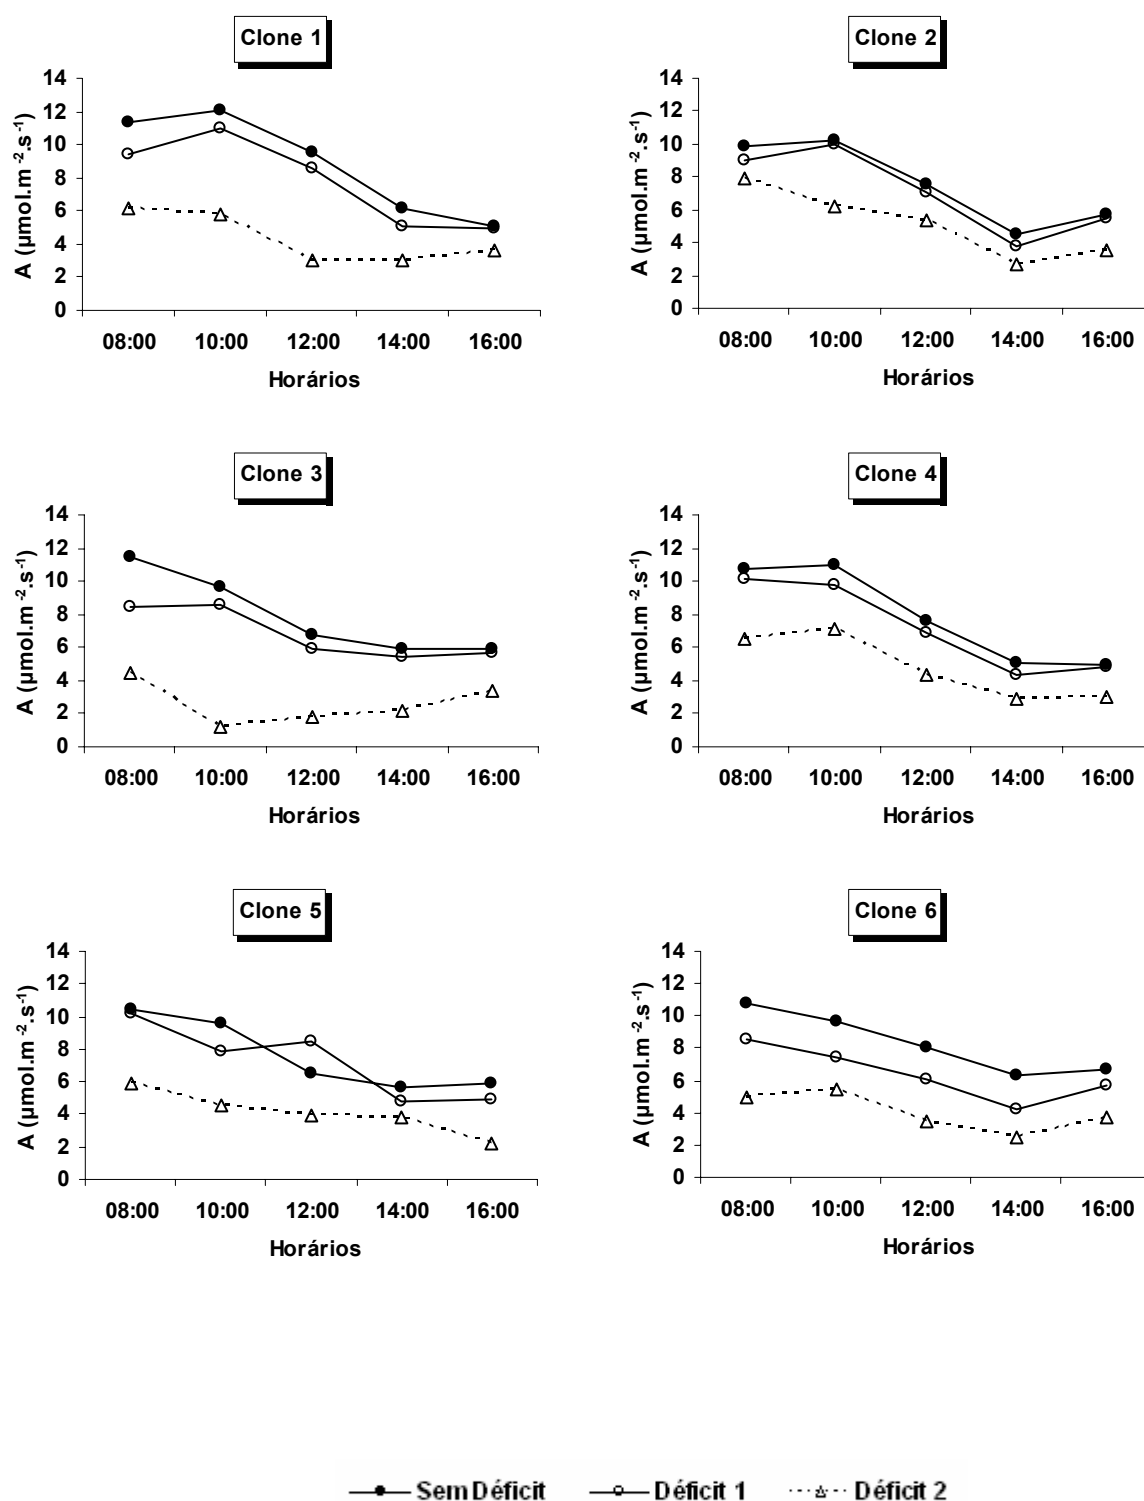 Clone 1
14
12
10
8
6
4
2
0
A (µmol.m-2.s-1)
08:00 10:00 12:00 14:00 16:00
Horários
Clone 2
14
12
10
8
6
4
2
0
A (µmol.m-2.s-1)
08:00 10:00 12:00 14:00 16:00
Horários
Clone 3
14
12
10
8
6
4
2
0
A (µmol.m-2.s-1)
08:00 10:00 12:00 14:00 16:00
Horários
Clone 4
14
12
10
8
6
4
2
0
A (µmol.m-2.s-1)
08:00 10:00 12:00 14:00 16:00
Horários
Clone 5
14
12
10
8
6
4
2
0
A (µmol.m-2.s-1)
08:00 10:00 12:00 14:00 16:00
Horários
Clone 6
14
12
10
8
6
4
2
0
A (µmol.m-2.s-1)
08:00 10:00 12:00 14:00 16:00
Horários
Sem Déficit Déficit 1 Déficit 2